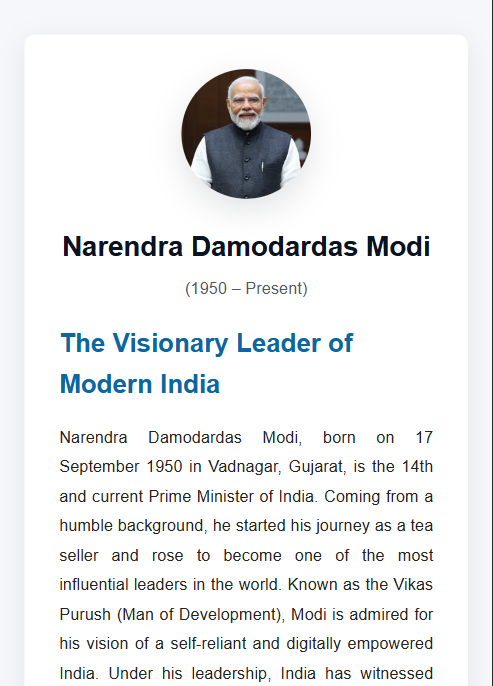 Narendra Damodardas Modi
(1950 – Present)
The Visionary Leader of
Modern India
Narendra Damodardas Modi, born on 17
September 1950 in Vadnagar, Gujarat, is the 14th
and current Prime Minister of India. Coming from a
humble background, he started his journey as a tea
seller and rose to become one of the most
influential leaders in the world. Known as the Vikas
Purush (Man of Development), Modi is admired for
his vision of a self-reliant and digitally empowered
India. Under his leadership, India has witnessed